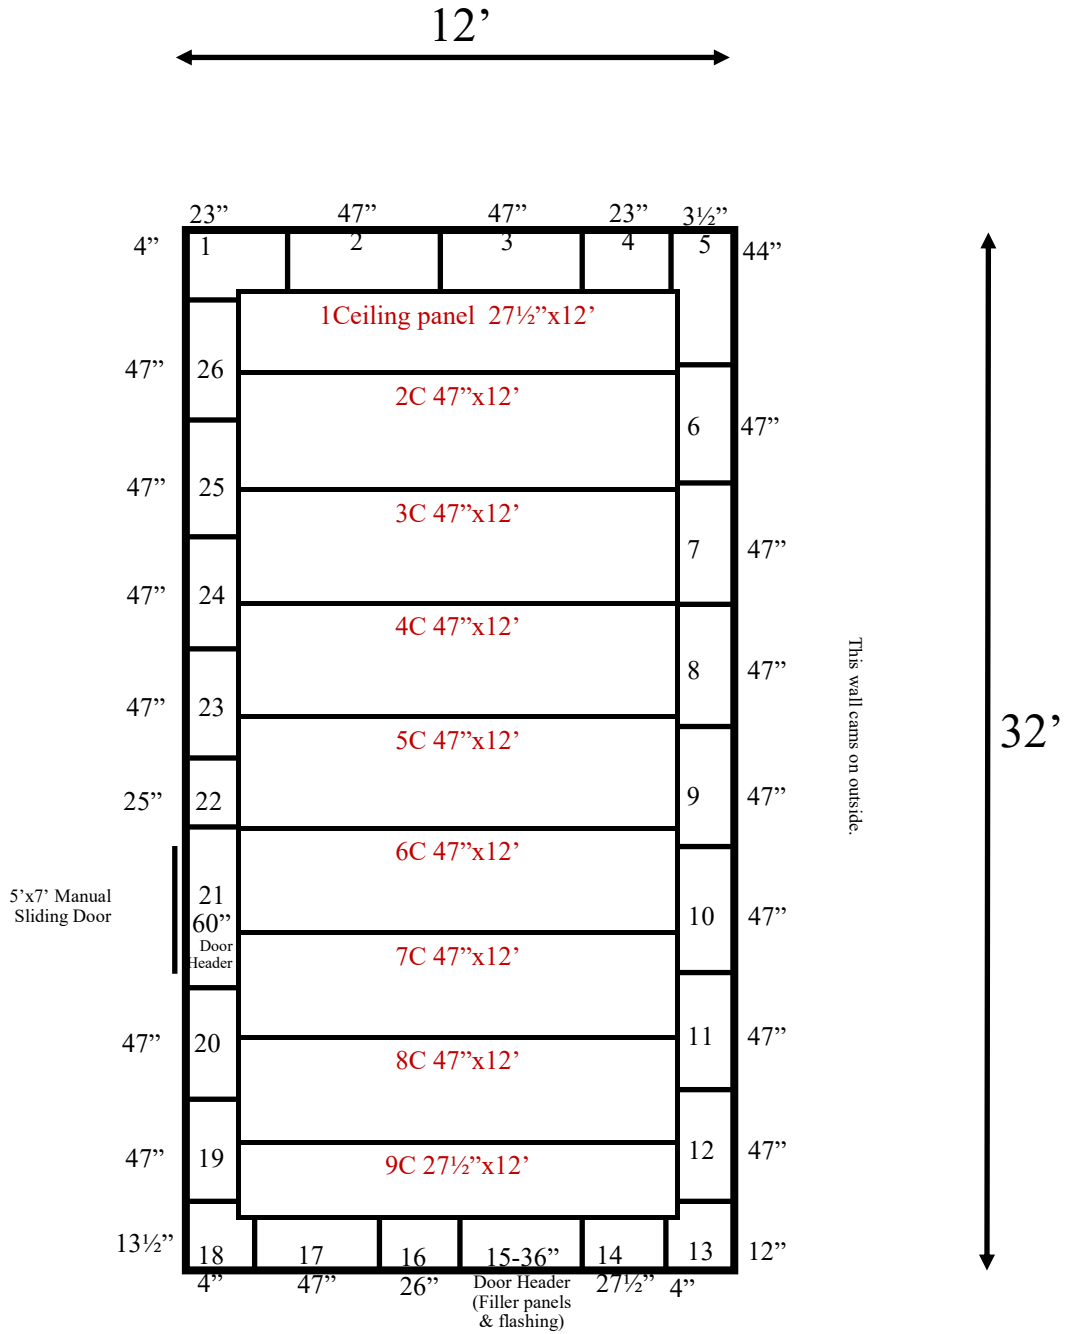 12’
23” 47” 47” 23” 3½”
4” 1 2 3 4 5 44”
1Ceiling panel 27½”x12’
47” 26
2C 47”x12’
6 47”
47” 25
3C 47”x12’
7 47”
47” 24
4C 47”x12’
8 47”
This wall cams on outside.
32’
47” 23
5C 47”x12’
25” 22
9 47”
6C 47”x12’
5’x7’ Manual
Sliding Door
21
60”
Door
Header
10 47”
7C 47”x12’
47” 20
11 47”
8C 47”x12’
47” 19
12 47”
9C 27½”x12’
13½” 18 17 16 15-36” 14 13 12”
4” 47” 26” Door Header 27½” 4”
(Filler panels
& flashing)